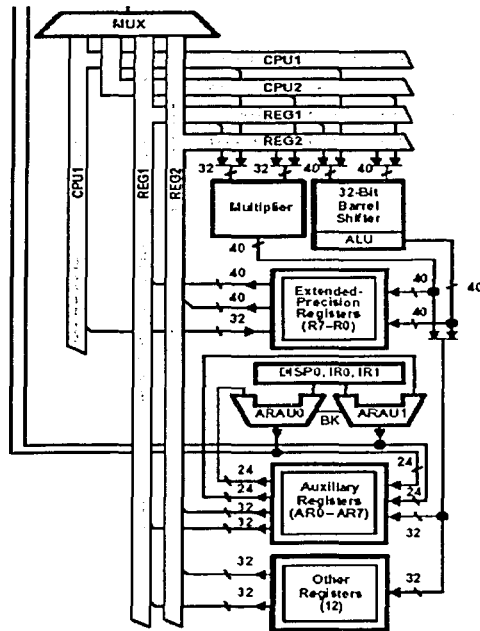 MUX
CPU1
CPU2
REG1
REG2
CPU1
REG1
REG2
32
32
40
40
Multiplier
32-Bit
Barrel
Shifter
ALU
40
40
40
40
32
Extended-
Precision
Registers
(R7–R0)
40
40
DISP0, IR0, IR1
ARAU0
BK
ARAU1
24
24
32
32
Auxiliary
Registers
(AR0–AR7)
24
24
32
32
32
Other
Registers
(12)
32